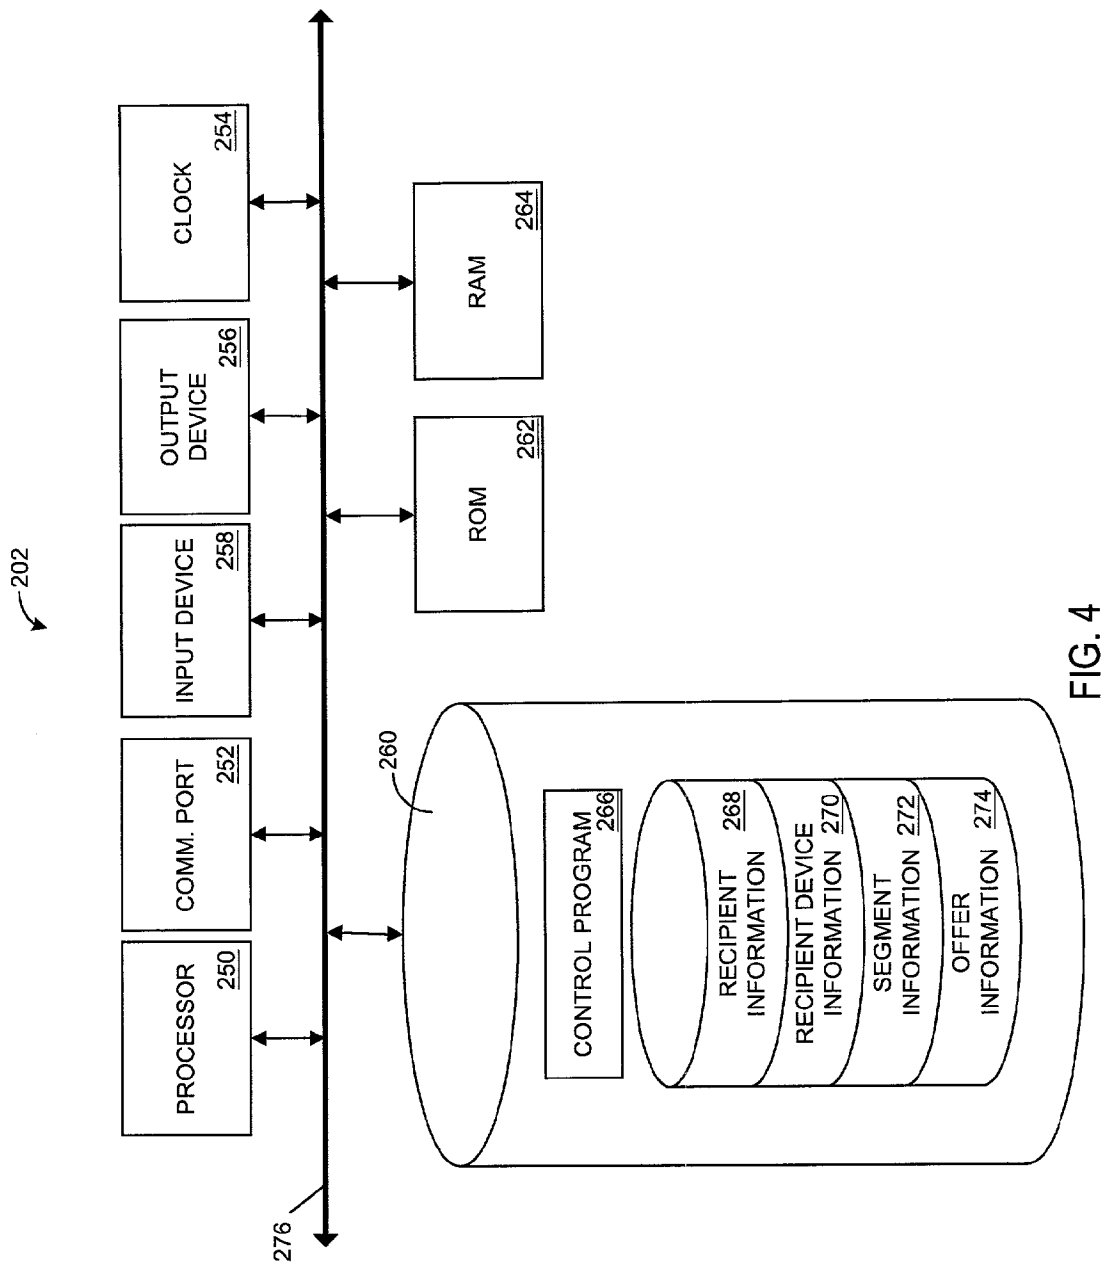 202
PROCESSOR
250
COMM. PORT
252
INPUT DEVICE
258
OUTPUT
DEVICE
256
CLOCK
254
276
260
ROM
262
RAM
264
CONTROL PROGRAM
266
RECIPIENT
INFORMATION
268
RECIPIENT DEVICE
INFORMATION
270
SEGMENT
INFORMATION
272
OFFER
INFORMATION
274
FIG. 4